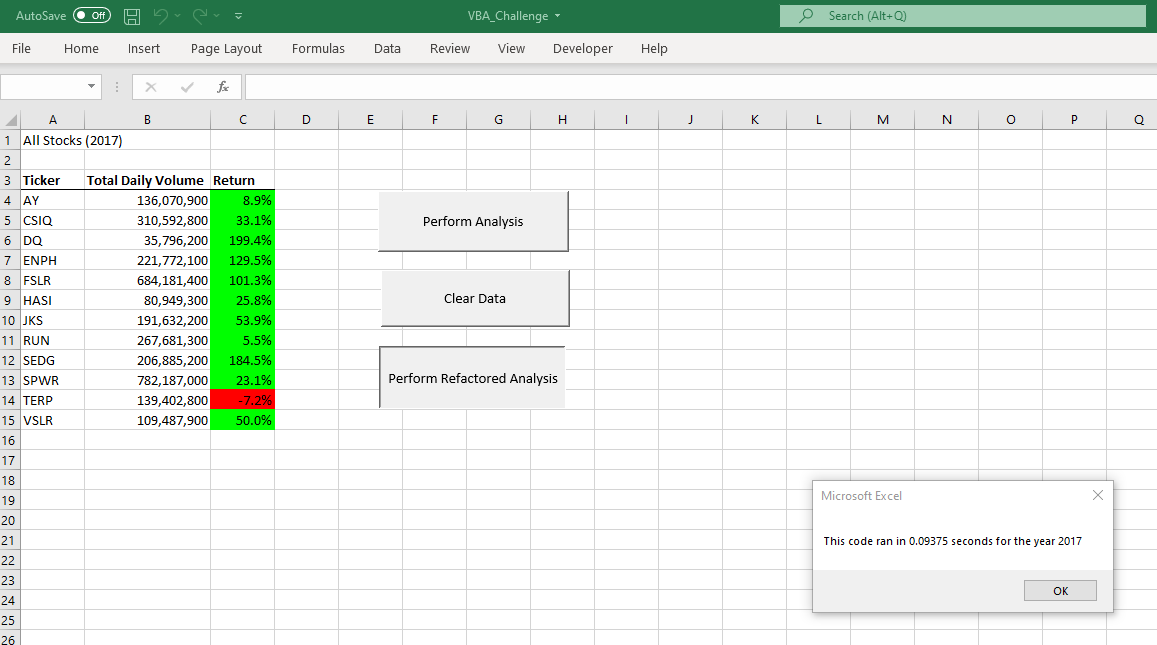 AutoSave Off VBA_Challenge Search (Alt+Q)
File Home Insert Page Layout Formulas Data Review View Developer Help
fx
A B C D E F G H I J K L M N O P Q
1 All Stocks (2017)
2
3 Ticker Total Daily Volume Return
4 AY 136,070,900 8.9%
5 CSIQ 310,592,800 33.1%
Perform Analysis
6 DQ 35,796,200 199.4%
7 ENPH 221,772,100 129.5%
8 FSLR 684,181,400 101.3%
9 HASI 80,949,300 25.8%
Clear Data
10 JKS 191,632,200 53.9%
11 RUN 267,681,300 5.5%
12 SEDG 206,885,200 184.5%
13 SPWR 782,187,000 23.1%
Perform Refactored Analysis
14 TERP 139,402,800 -7.2%
15 VSLR 109,487,900 50.0%
16
17
18
19
20
21
22
23
24
25
26
Microsoft Excel
This code ran in 0.09375 seconds for the year 2017
OK